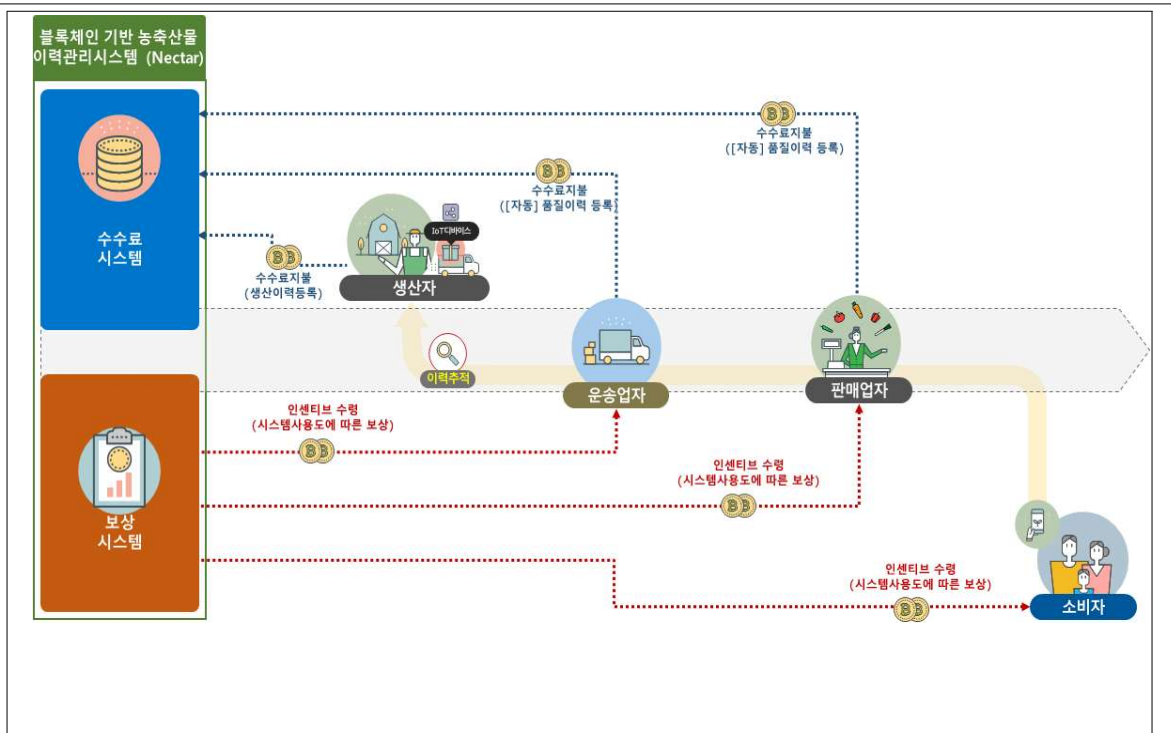 블록체인 기반 농축산물
이력관리시스템 (Nectar)
수수료
시스템
수수료지불
([자동] 품질이력 등록)
수수료지불
([자동] 품질이력 등록)
IoT디바이스
수수료지불
(생산이력등록)
생산자
이력추적
운송업자
판매업자
인센티브 수령
(시스템사용도에 따른 보상)
인센티브 수령
(시스템사용도에 따른 보상)
보상
시스템
인센티브 수령
(시스템사용도에 따른 보상)
소비자